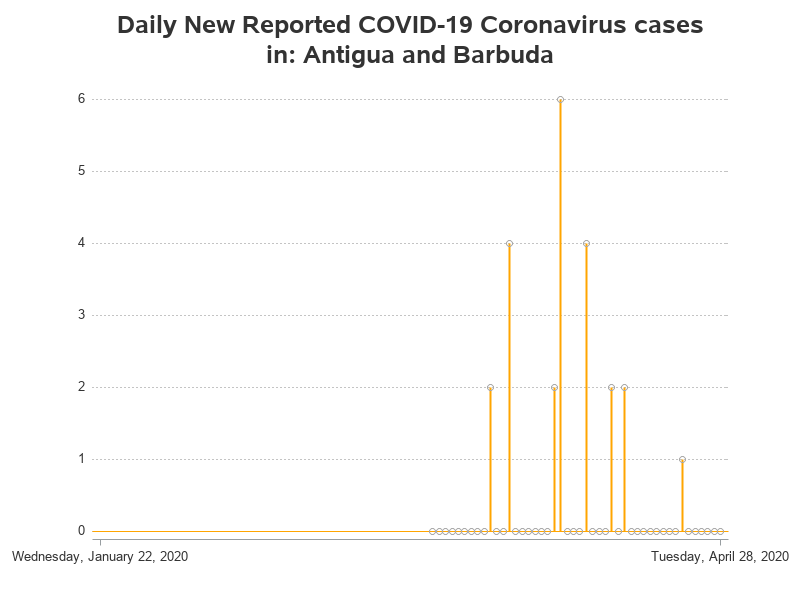 Daily New Reported COVID-19 Coronavirus cases
in: Antigua and Barbuda
6
5
4
3
2
1
0
Wednesday, January 22, 2020
Tuesday, April 28, 2020